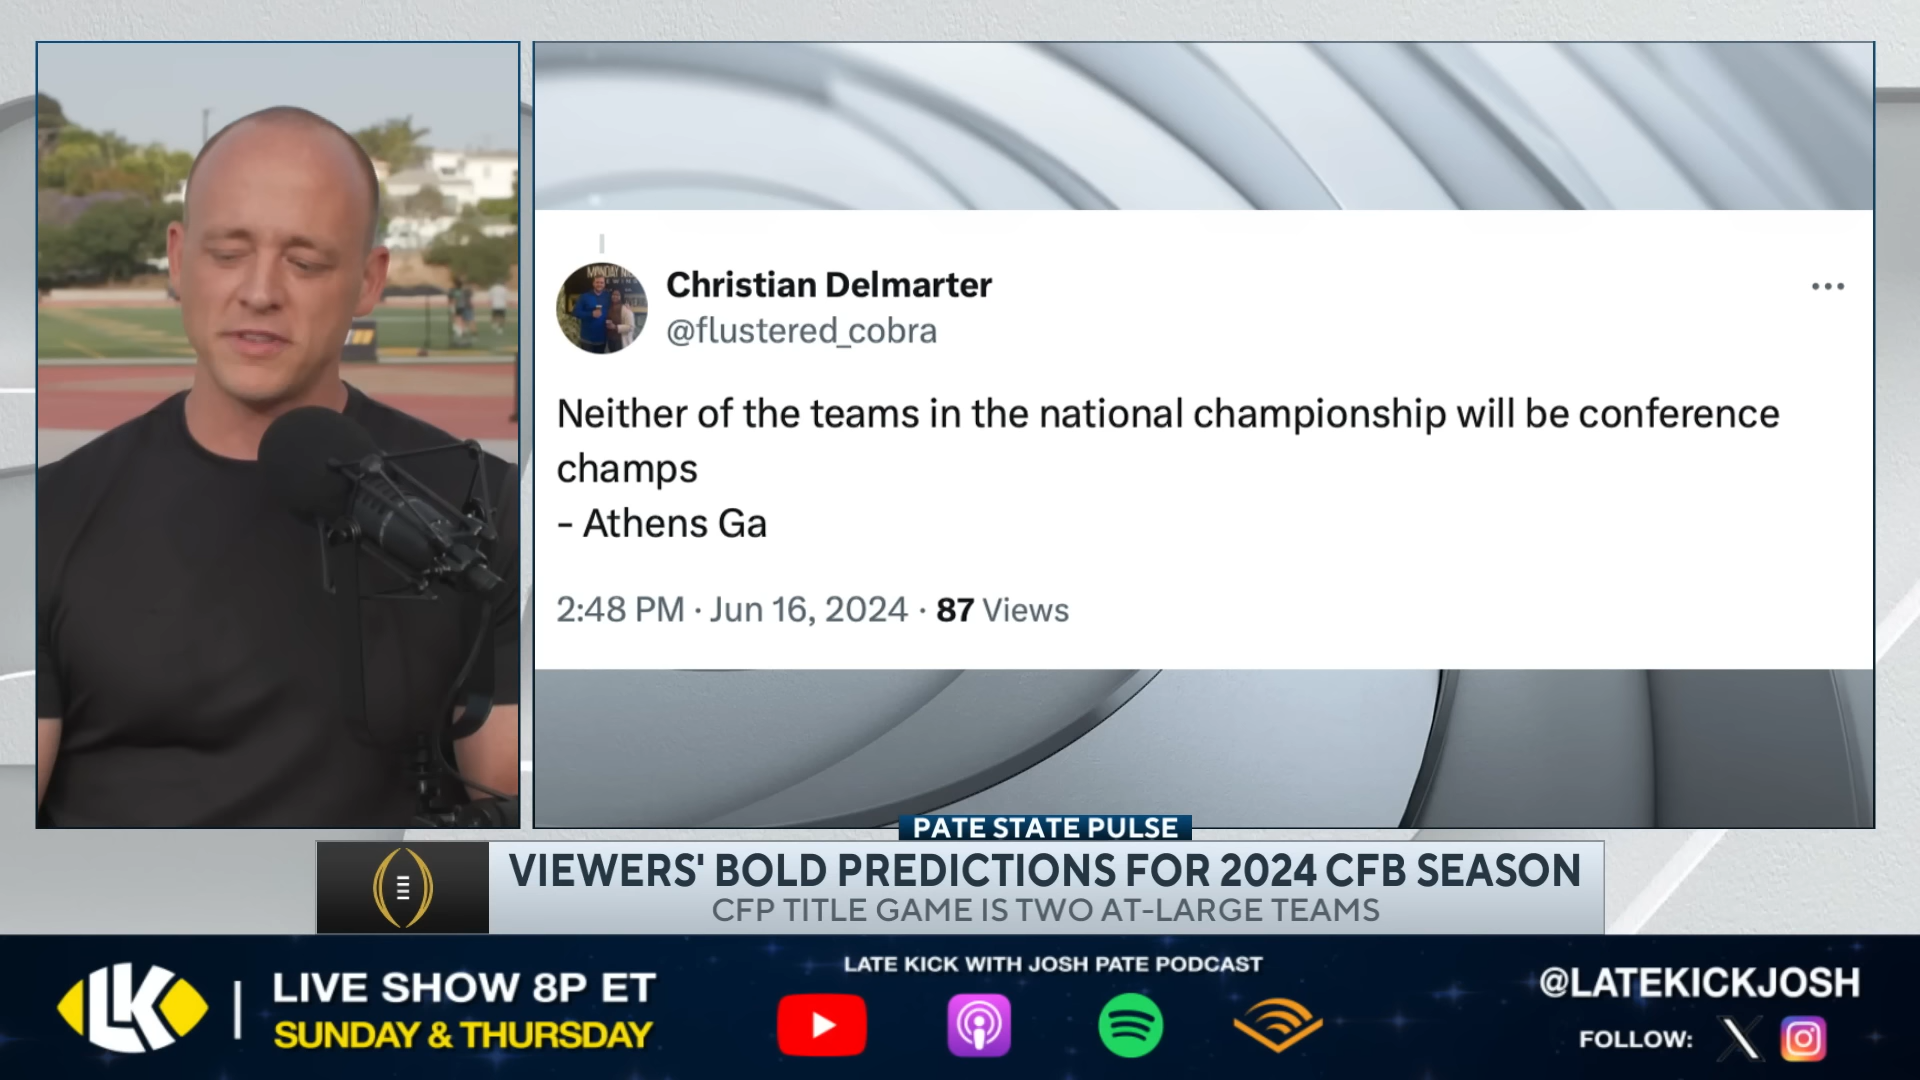 MONDAY NI
Christian Delmarter
@flustered_cobra
Neither of the teams in the national championship will be conference
champs
- Athens Ga
2:48 PM · Jun 16, 2024 · 87 Views
PATE STATE PULSE
VIEWERS' BOLD PREDICTIONS FOR 2024 CFB SEASON
CFP TITLE GAME IS TWO AT-LARGE TEAMS
LK
LIVE SHOW 8P ET
SUNDAY & THURSDAY
LATE KICK WITH JOSH PATE PODCAST
@LATEKICKJOSH
FOLLOW: